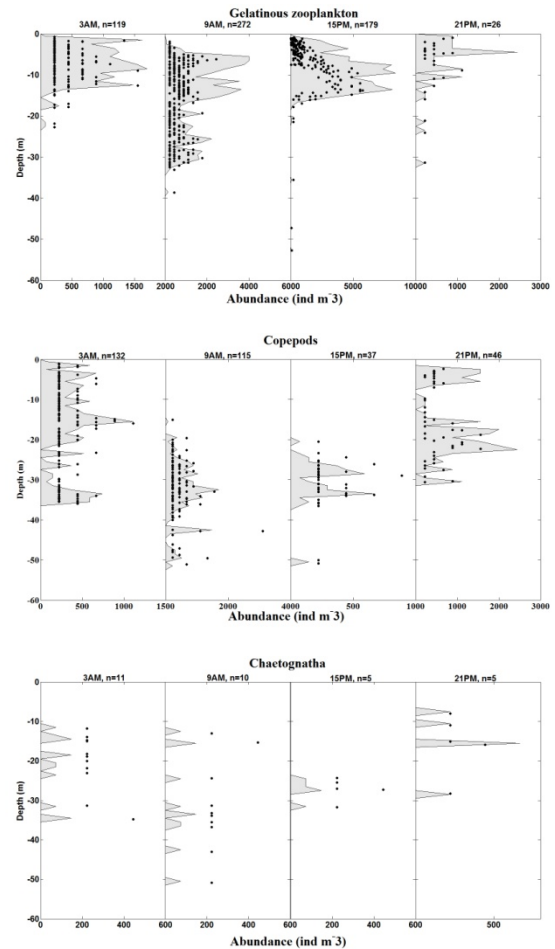 Gelatinous zooplankton
3AM, n=119 9AM, n=272 15PM, n=179 21PM, n=26
0
-10
-20
-30
-40
-50
-60
Depth (m)
0 500 1000 1500 2000 2000 4000 6000 5000 10000 1000 2000 3000
Abundance (ind m^-3)
Copepods
3AM, n=132 9AM, n=115 15PM, n=37 21PM, n=46
0
-10
-20
-30
-40
-50
-60
Depth (m)
0 500 1000 1500 2000 4000 500 1000 1000 2000 3000
Abundance (ind m^-3)
Chaetognatha
3AM, n=11 9AM, n=10 15PM, n=5 21PM, n=5
0
-10
-20
-30
-40
-50
-60
Depth (m)
0 200 400 600 200 400 600 200 400 600 500
Abundance (ind m^-3)